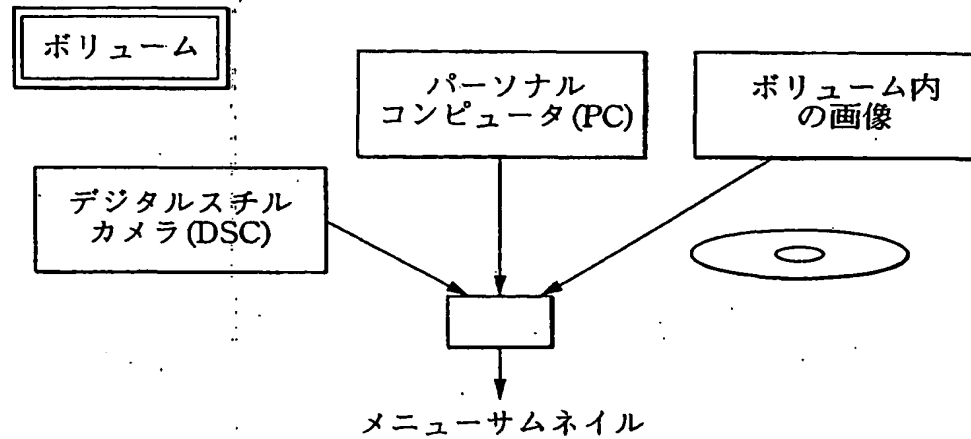 ボリューム
パーソナル
コンピュータ(PC)
ボリューム内
の画像
デジタルスチル
カメラ(DSC)
メニューサムネイル